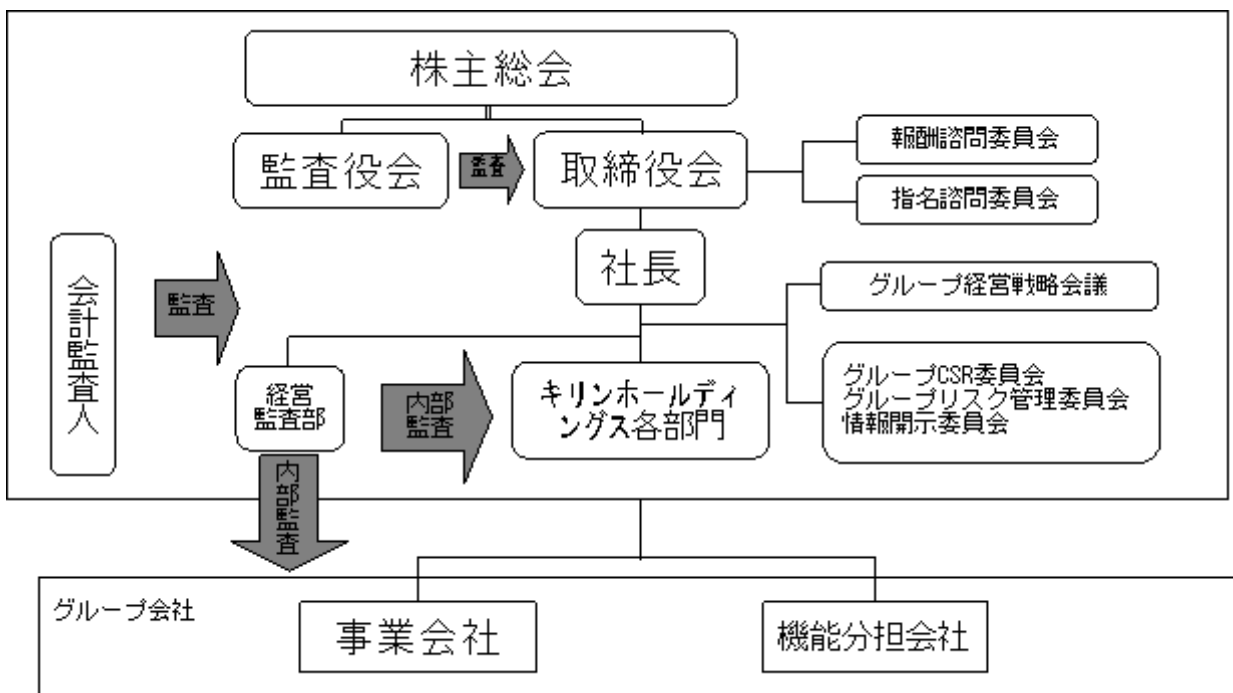 株主総会
監査役会
監査
取締役会
報酬諮問委員会
指名諮問委員会
社長
会計監査人
監査
グループ経営戦略会議
経営
監査部
内部
監査
キリンホールディ
ングス各部門
グループCSR委員会
グループリスク管理委員会
情報開示委員会
内部監査
グループ会社
事業会社
機能分担会社